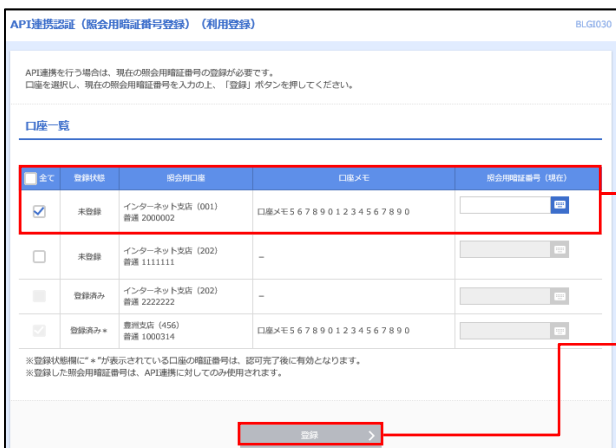 API連携認証（照会用暗証番号登録）（利用登録） BLGI030
API連携を行う場合は、現在の照会用暗証番号の登録が必要です。
口座を選択し、現在の照会用暗証番号を入力の上、「登録」ボタンを押してください。
口座一覧
全て 登録状態 照会用口座 口座メモ 照会用暗証番号（現在）
未登録 インターネット支店（001） 口座メモ５６７８９０１２３４５６７８９０
普通 2000002
未登録 インターネット支店（202） －
普通 1111111
登録済み インターネット支店（202） －
普通 2222222
登録済み＊ 豊洲支店（456） 口座メモ５６７８９０１２３４５６７８９０
普通 1000314
※登録状態欄に"＊"が表示されている口座の暗証番号は、認可完了後に有効となります。
※登録した照会用暗証番号は、API連携に対してのみ使用されます。
登録